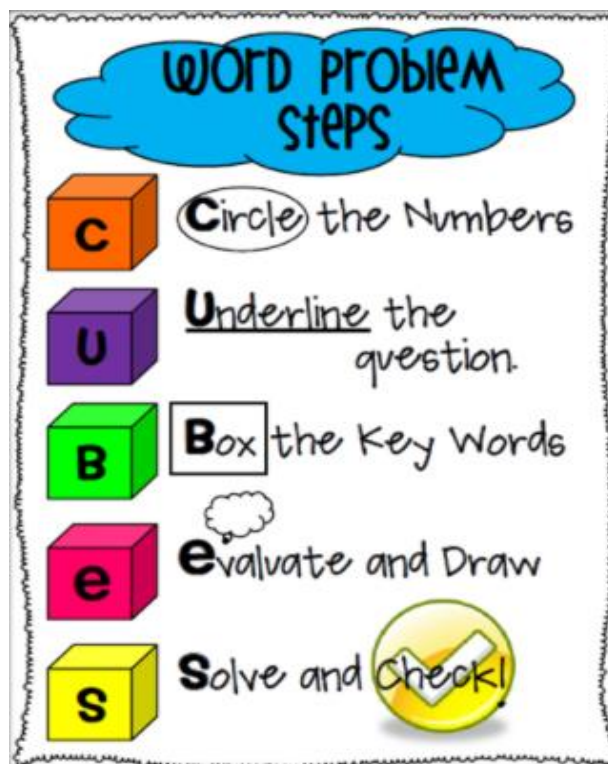 Word Problem
Steps
C
Circle the Numbers
U
Underline the
question.
B
Box the Key Words
e
evaluate and Draw
S
Solve and Check!